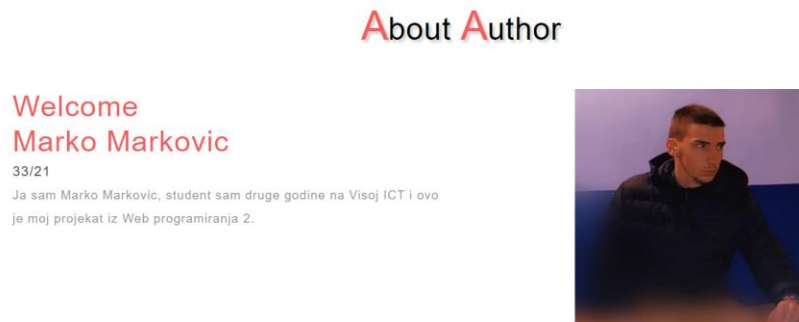 About Author
Welcome
Marko Markovic
33/21
Ja sam Marko Markovic, student sam druge godine na Visoj ICT i ovo
je moj projekat iz Web programiranja 2.